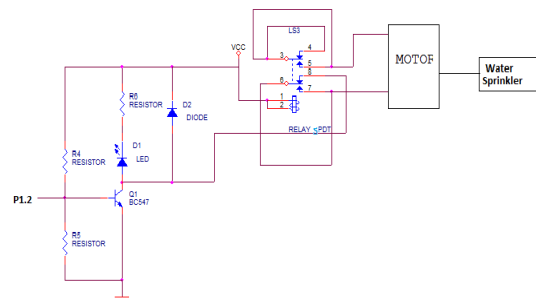 LS3
VCC
3
4
5
6
8
7
1
2
RELAY SPDT
MOTOR
Water
Sprinkler
R6
RESISTOR
D2
DIODE
R4
RESISTOR
D1
LED
P1.2
Q1
BC547
R5
RESISTOR